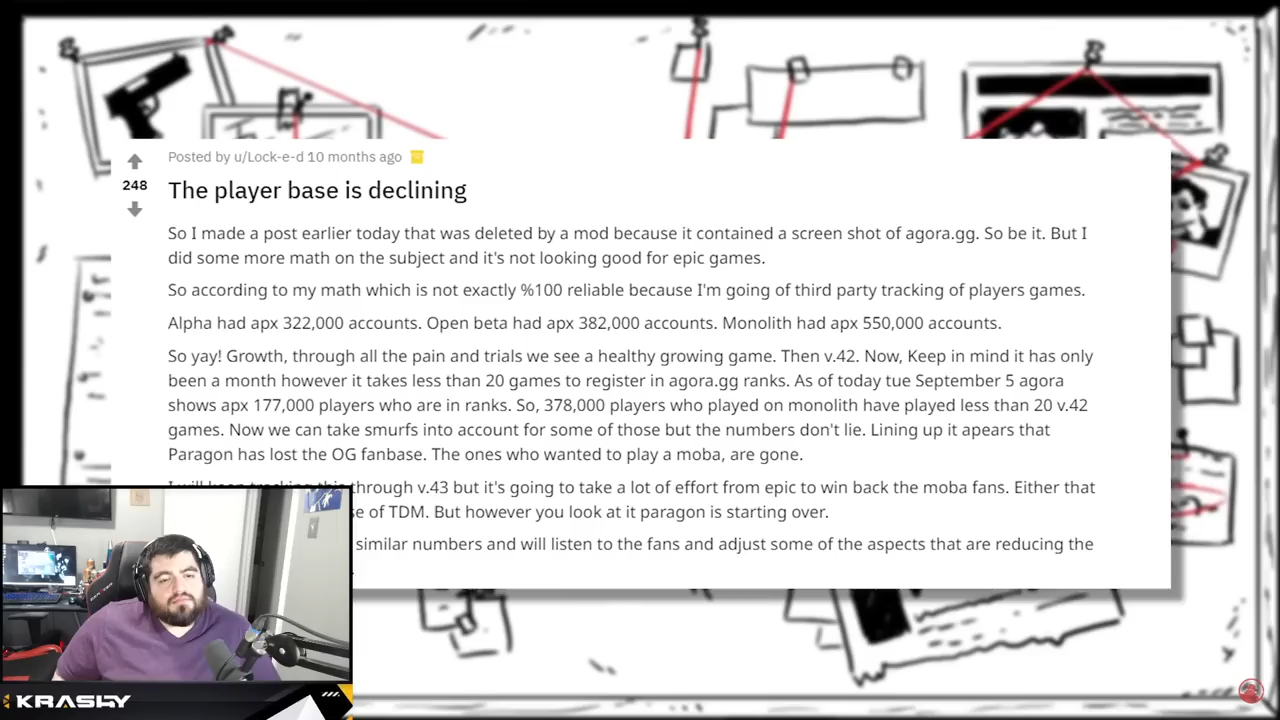 Posted by u/Lock-e-d 10 months ago
248
The player base is declining
So I made a post earlier today that was deleted by a mod because it contained a screen shot of agora.gg. So be it. But I
did some more math on the subject and it's not looking good for epic games.
So according to my math which is not exactly %100 reliable because I'm going of third party tracking of players games.
Alpha had apx 322,000 accounts. Open beta had apx 382,000 accounts. Monolith had apx 550,000 accounts.
So yay! Growth, through all the pain and trials we see a healthy growing game. Then v.42. Now, Keep in mind it has only
been a month however it takes less than 20 games to register in agora.gg ranks. As of today tue September 5 agora
shows apx 177,000 players who are in ranks. So, 378,000 players who played on monolith have played less than 20 v.42
games. Now we can take smurfs into account for some of those but the numbers don't lie. Lining up it apears that
Paragon has lost the OG fanbase. The ones who wanted to play a moba, are gone.
I will keep tracking this through v.43 but it's going to take a lot of effort from epic to win back the moba fans. Either that
se of TDM. But however you look at it paragon is starting over.
similar numbers and will listen to the fans and adjust some of the aspects that are reducing the
KRASHY